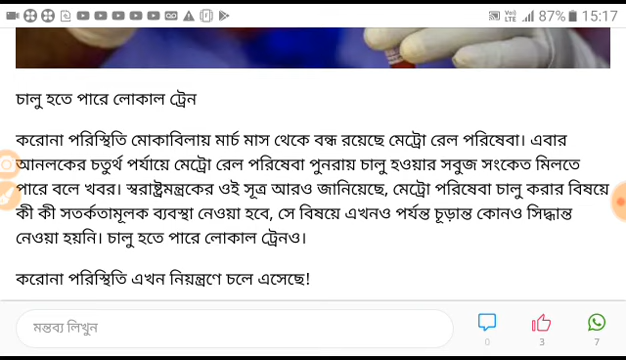 87% 15:17
চালু হতে পারে লোকাল ট্রেন
করোনা পরিস্থিতি মোকাবিলায় মার্চ মাস থেকে বন্ধ রয়েছে মেট্রো রেল পরিষেবা। এবার
আনলকের চতুর্থ পর্যায়ে মেট্রো রেল পরিষেবা পুনরায় চালু হওয়ার সবুজ সংকেত মিলতে
পারে বলে খবর। স্বরাষ্ট্রমন্ত্রকের ওই সূত্র আরও জানিয়েছে, মেট্রো পরিষেবা চালু করার বিষয়ে
কী কী সতর্কতামূলক ব্যবস্থা নেওয়া হবে, সে বিষয়ে এখনও পর্যন্ত চূড়ান্ত কোনও সিদ্ধান্ত
নেওয়া হয়নি। চালু হতে পারে লোকাল ট্রেনও।
করোনা পরিস্থিতি এখন নিয়ন্ত্রণে চলে এসেছে!
মন্তব্য লিখুন
0 3 7